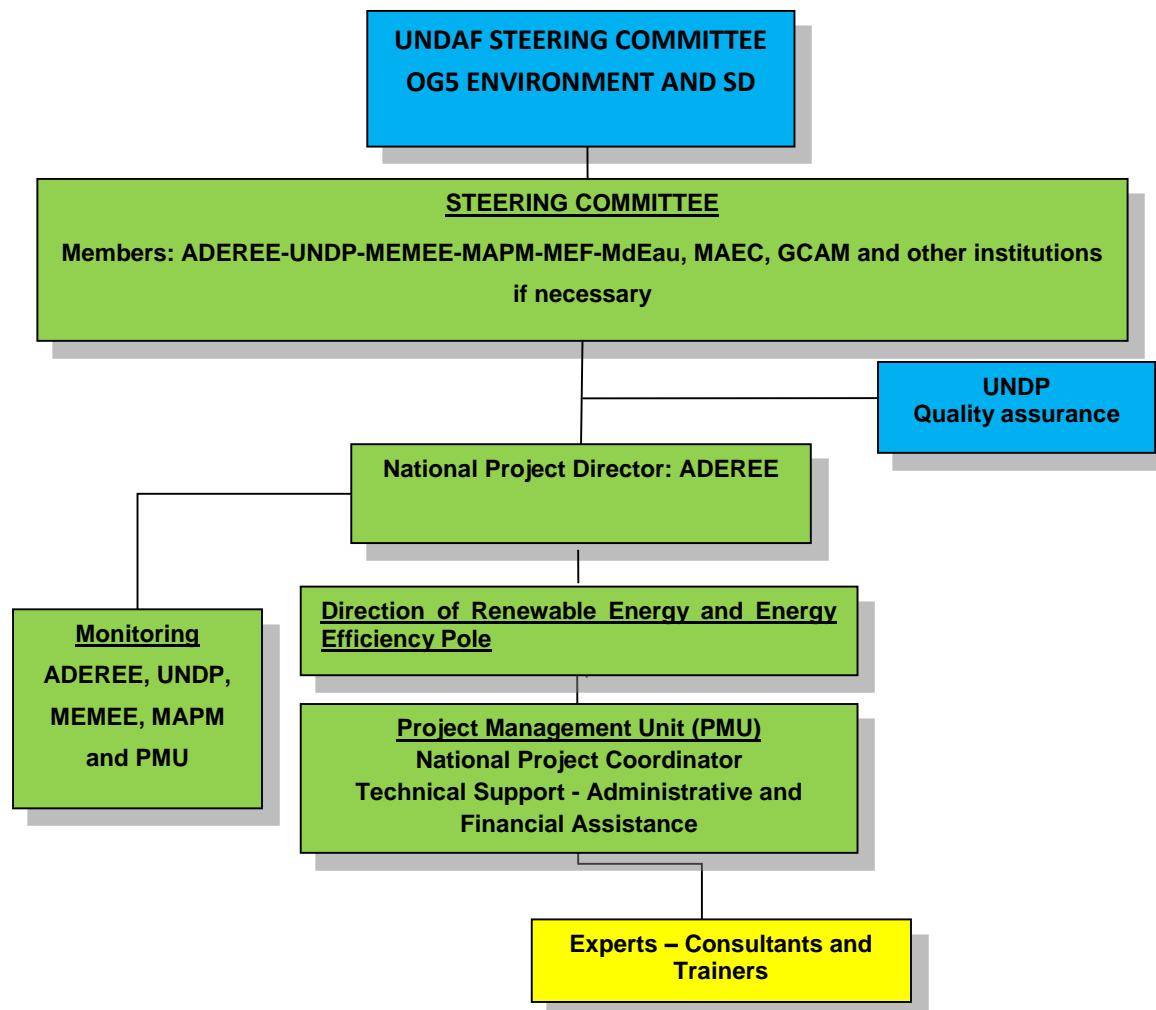 UNDAF STEERING COMMITTEE
OG5 ENVIRONMENT AND SD
STEERING COMMITTEE
Members: ADEREE-UNDP-MEMEE-MAPM-MEF-MdEau, MAEC, GCAM and other institutions
if necessary
UNDP
Quality assurance
National Project Director: ADEREE
Direction of Renewable Energy and Energy
Efficiency Pole
Monitoring
ADEREE, UNDP,
MEMEE, MAPM
and PMU
Project Management Unit (PMU)
National Project Coordinator
Technical Support - Administrative and
Financial Assistance
Experts – Consultants and
Trainers